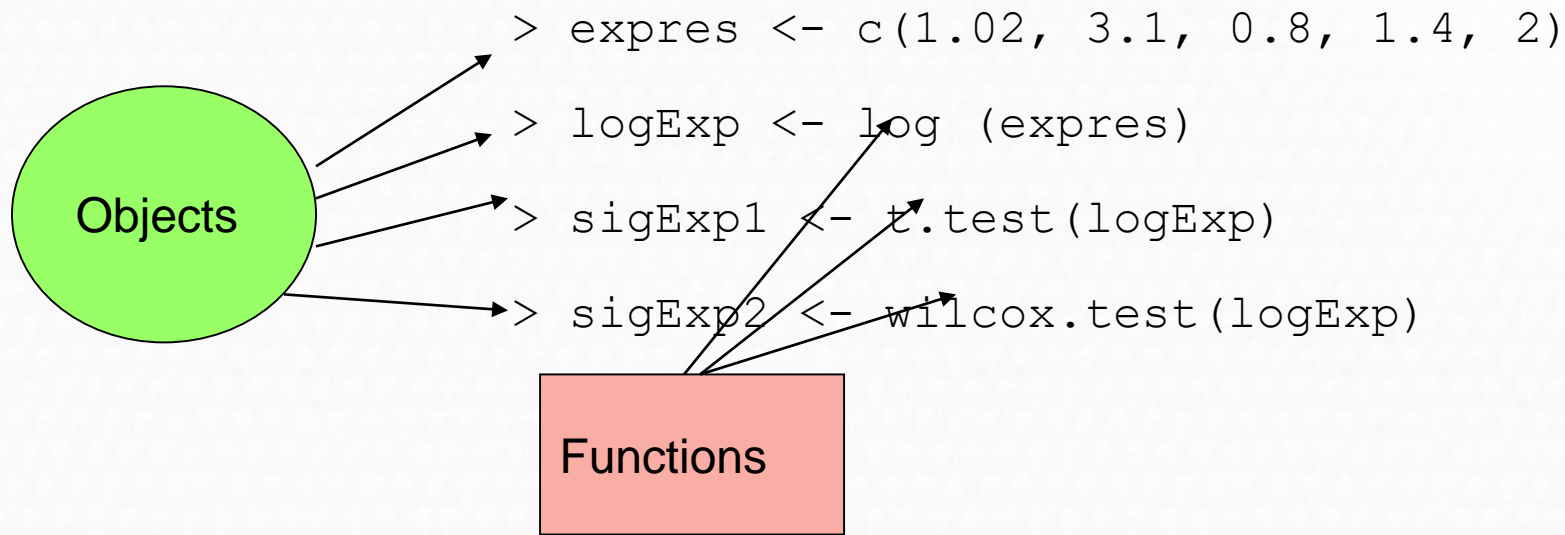 > expres <- c(1.02, 3.1, 0.8, 1.4, 2)
> logExp <- log (expres)
Objects
> sigExp1 <- t.test(logExp)
> sigExp2 <- wilcox.test(logExp)
Functions